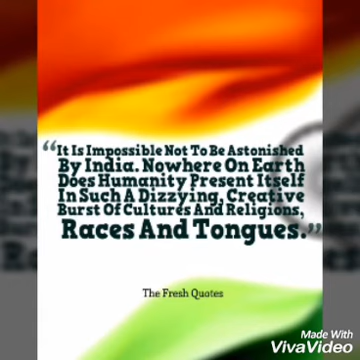 “It Is Impossible Not To Be Astonished
By India. Nowhere On Earth
Does Humanity Present Itself
In Such A Dizzying, Creative
Burst Of Cultures And Religions,
Races And Tongues.”
The Fresh Quotes
Made With
VivaVideo